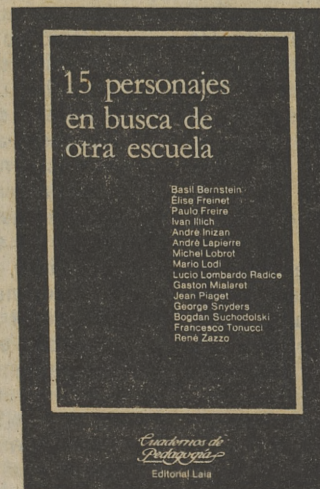 15 personajes
en busca de
otra escuela
Basil Bernstein
Élise Freinet
Paulo Freire
Ivan Illich
André Inizan
André Lapierre
Michel Lobrot
Mario Lodi
Lucio Lombardo Radice
Gaston Mialaret
Jean Piaget
George Snyders
Bogdan Suchodolski
Francesco Tonucci
René Zazzo
Cuadernos de
Pedagogía
Editorial Laia